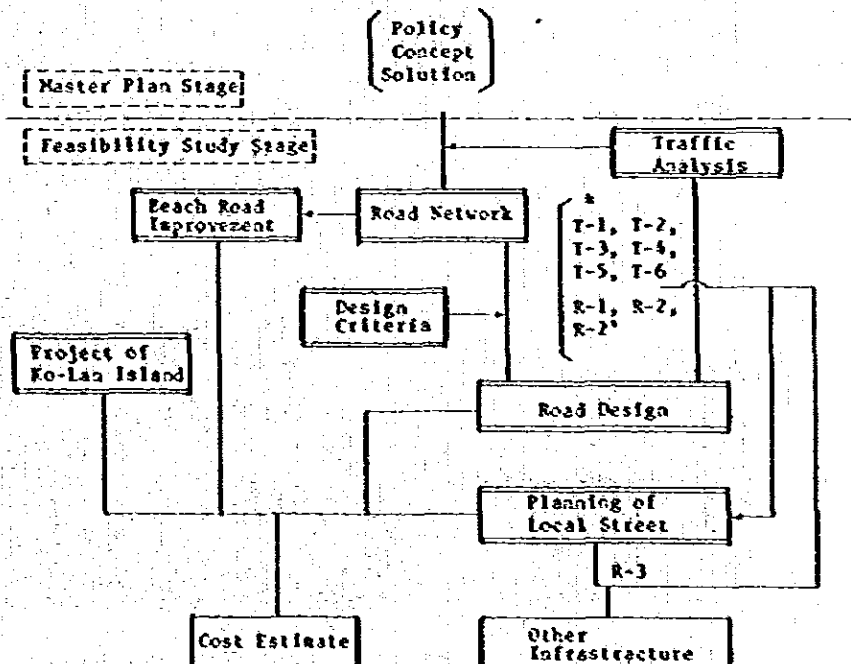 Policy
Concept
Solution
Master Plan Stage
Feasibility Study Stage
Traffic
Analysis
Beach Road
Improvement
Road Network
*
T-1, T-2,
T-3, T-4,
T-5, T-6
R-1, R-2,
R-2'
Design
Criteria
Project of
Ko-Lan Island
Road Design
Planning of
Local Street
R-3
Cost Estimate
Other
Infrastracture